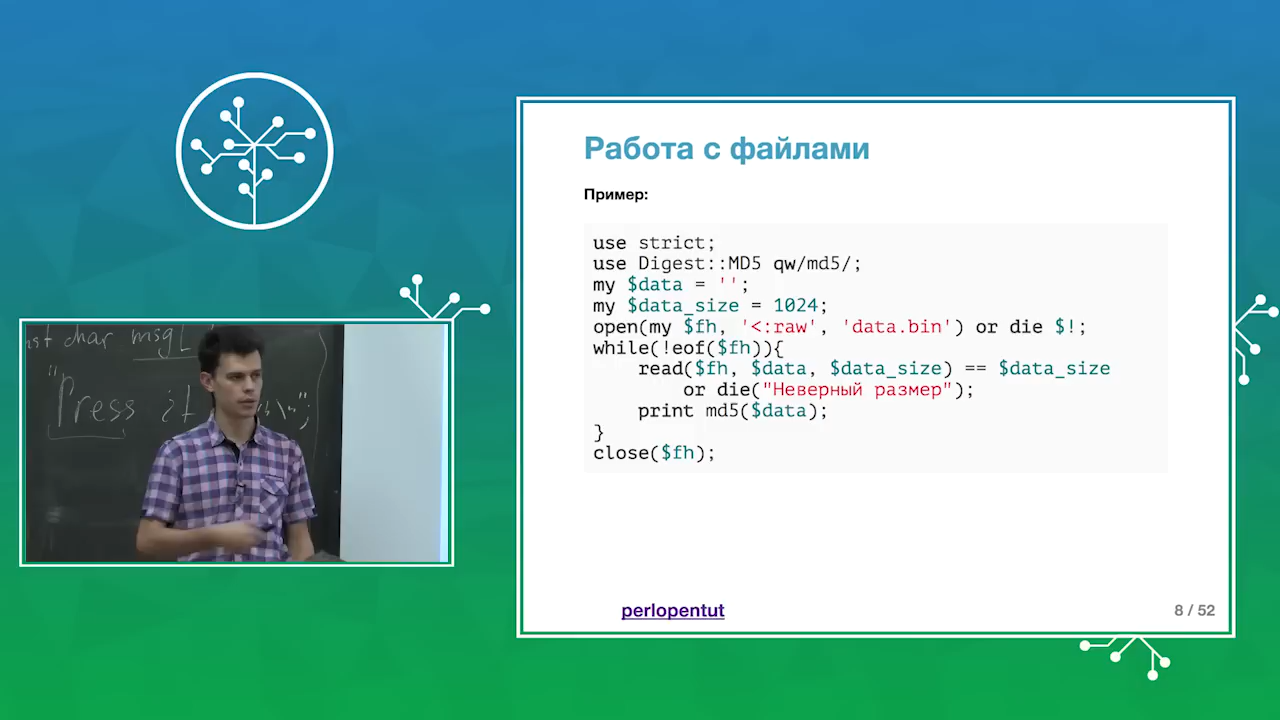 Работа с файлами
Пример:
use strict;
use Digest::MD5 qw/md5/;
my $data = '';
my $data_size = 1024;
open(my $fh, '<:raw', 'data.bin') or die $!;
while(!eof($fh)){
    read($fh, $data, $data_size) == $data_size
        or die("Неверный размер");
    print md5($data);
}
close($fh);
perlopentut
8 / 52
char msg[
"Press it
\n";